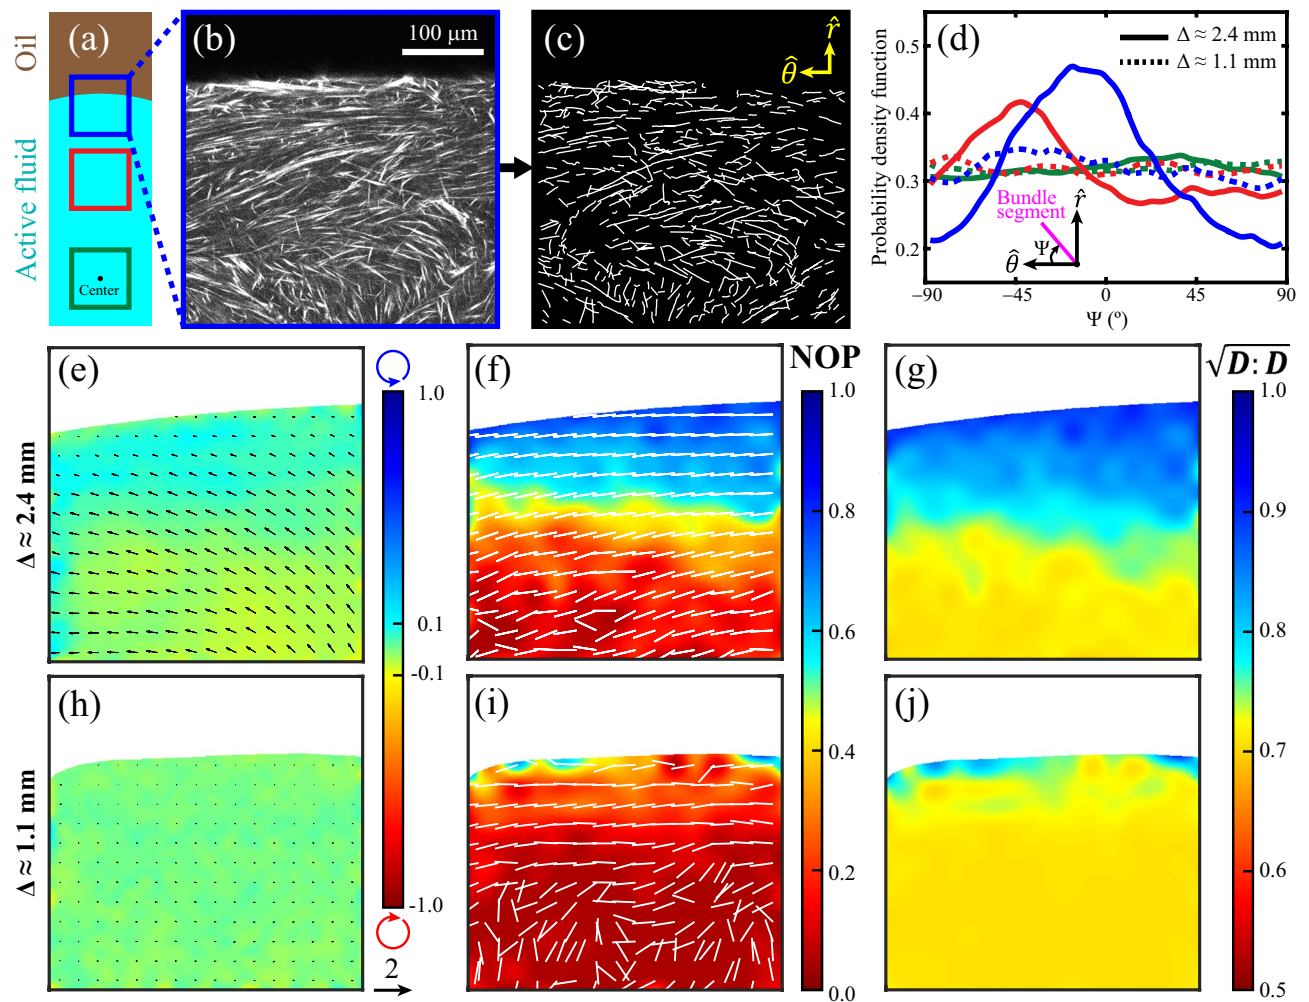 Oil
Active fluid
(a)
Center
(b)
100 μm
(c)
r̂
θ̂
(d)
Δ ≈ 2.4 mm
Δ ≈ 1.1 mm
Probability density function
0.5
0.4
0.3
0.2
Bundle
segment
r̂
Ψ
θ̂
−90
−45
0
45
90
Ψ (º)
Δ ≈ 2.4 mm
(e)
1.0
0.1
-0.1
-1.0
2
(f)
NOP
1.0
0.8
0.6
0.4
0.2
0.0
(g)
√D:D
1.0
0.9
0.8
0.7
0.6
0.5
Δ ≈ 1.1 mm
(h)
(i)
(j)